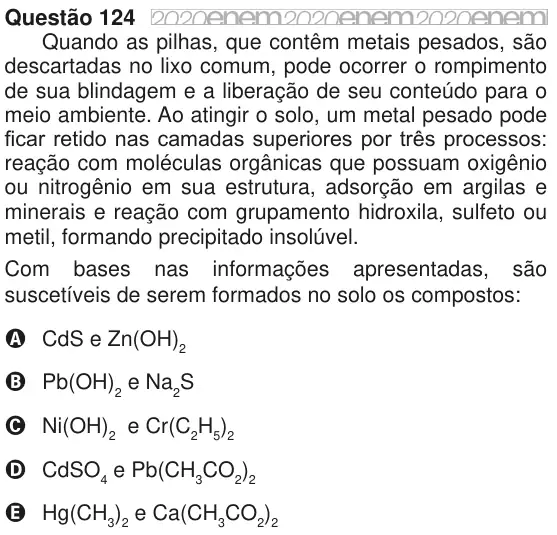 Questão 124 2020enem2020enem2020enem
Quando as pilhas, que contêm metais pesados, são
descartadas no lixo comum, pode ocorrer o rompimento
de sua blindagem e a liberação de seu conteúdo para o
meio ambiente. Ao atingir o solo, um metal pesado pode
ficar retido nas camadas superiores por três processos:
reação com moléculas orgânicas que possuam oxigênio
ou nitrogênio em sua estrutura, adsorção em argilas e
minerais e reação com grupamento hidroxila, sulfeto ou
metil, formando precipitado insolúvel.
Com bases nas informações apresentadas, são
suscetíveis de serem formados no solo os compostos:
A CdS e Zn(OH)₂
B Pb(OH)₂ e Na₂S
C Ni(OH)₂ e Cr(C₂H₅)₂
D CdSO₄ e Pb(CH₃CO₂)₂
E Hg(CH₃)₂ e Ca(CH₃CO₂)₂